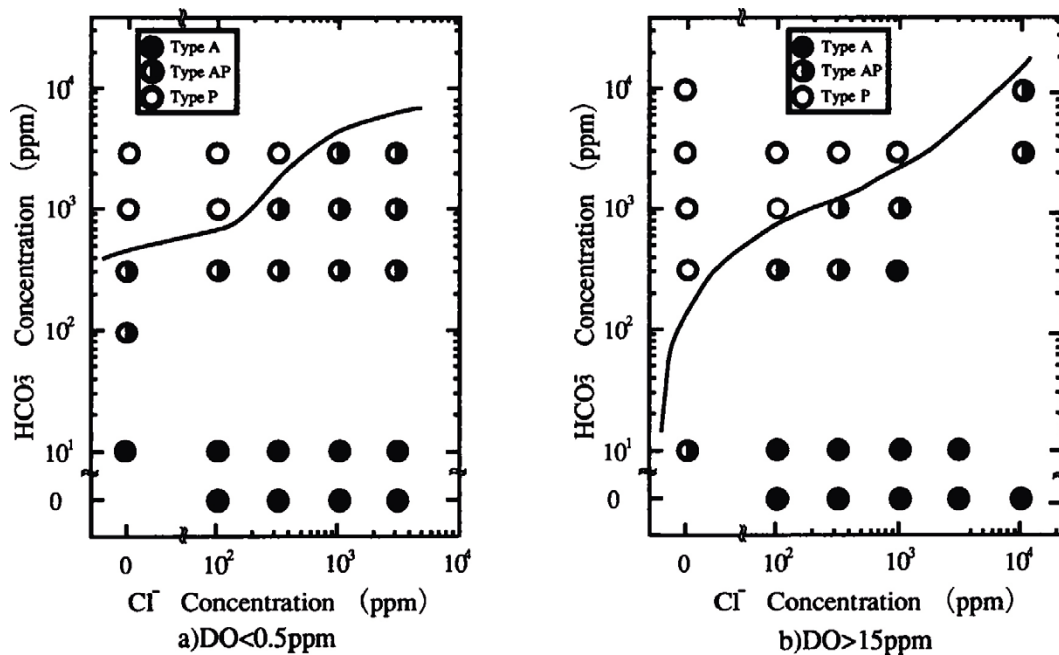 Type A
Type AP
Type P
10⁴
10³
10²
10¹
0
HCO₃⁻ Concentration (ppm)
0 10² 10³ 10⁴
Cl⁻ Concentration (ppm)
a)DO<0.5ppm
Type A
Type AP
Type P
10⁴
10³
10²
10¹
0
HCO₃⁻ Concentration (ppm)
0 10² 10³ 10⁴
Cl⁻ Concentration (ppm)
b)DO>15ppm